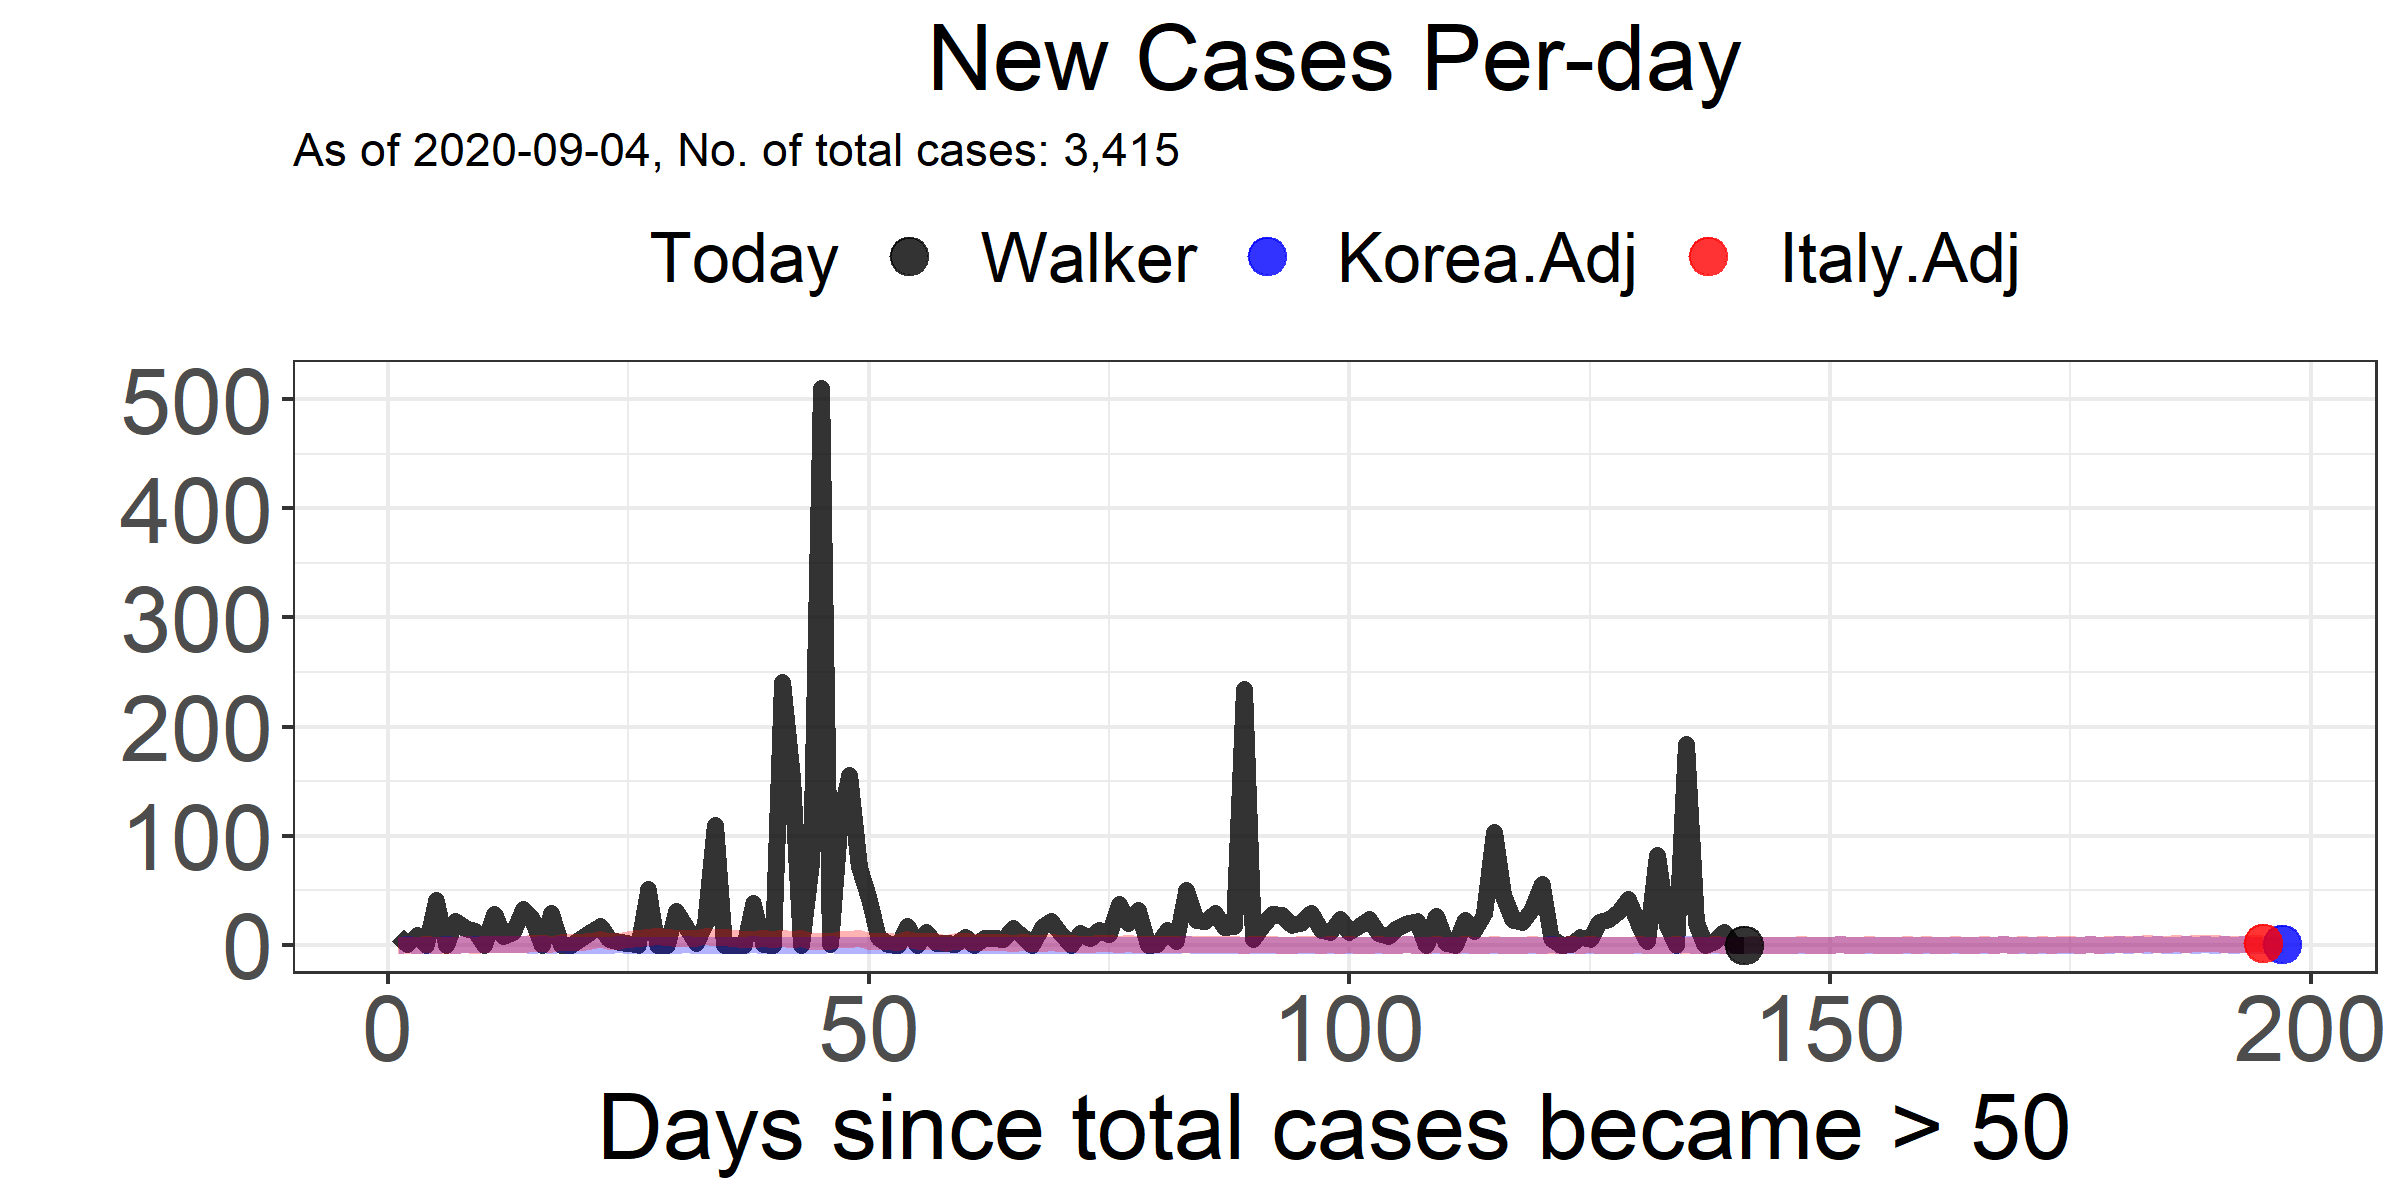 New Cases Per-day
As of 2020-09-04, No. of total cases: 3,415
Today Walker Korea.Adj Italy.Adj
500
400
300
200
100
0
0 50 100 150 200
Days since total cases became > 50